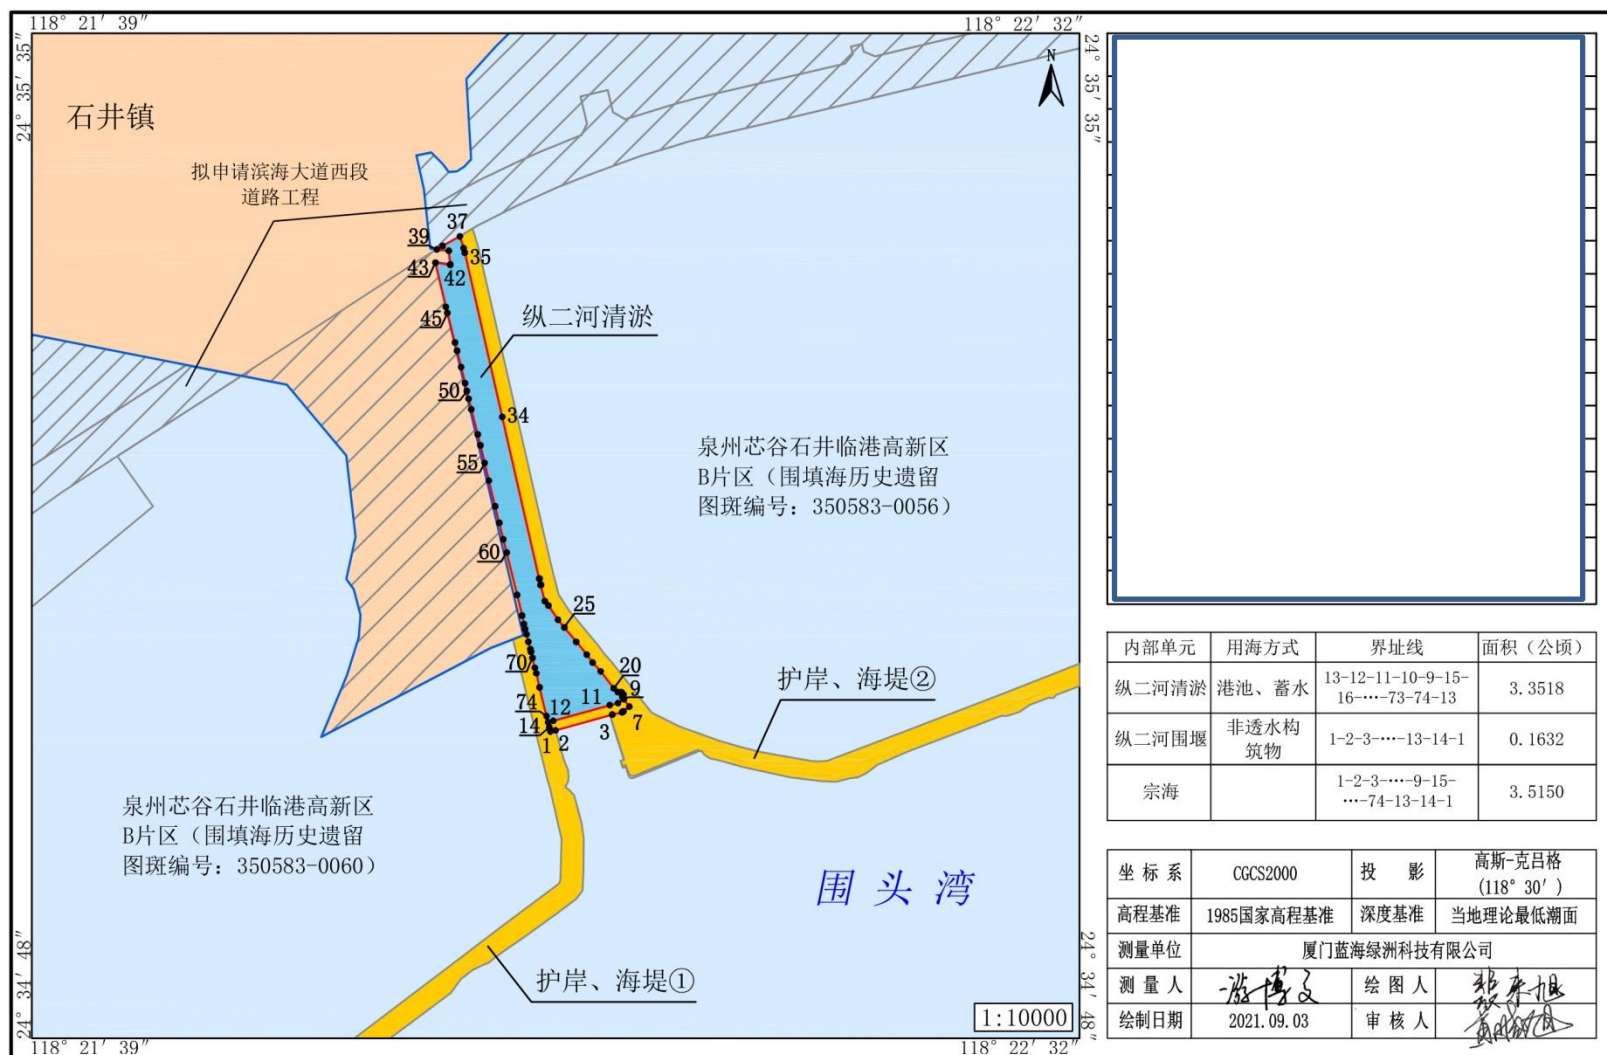 118° 21′ 39″
118° 22′ 32″
24° 35′ 35″
24° 35′ 35″
N
石井镇
拟申请滨海大道西段
道路工程
37
39
35
43
42
45
纵二河清淤
50
34
泉州芯谷石井临港高新区
B片区（围填海历史遗留
图斑编号：350583-0056）
55
60
25
70
20
护岸、海堤②
9
11
74
12
7
14
3
1
2
泉州芯谷石井临港高新区
B片区（围填海历史遗留
图斑编号：350583-0060）
围头湾
护岸、海堤①
1:10000
24° 34′ 48″
24° 34′ 48″
118° 21′ 39″
118° 22′ 32″
内部单元 用海方式 界址线 面积（公顷）
纵二河清淤 港池、蓄水 13-12-11-10-9-15-
16-…-73-74-13 3.3518
纵二河围堰 非透水构
筑物 1-2-3-…-13-14-1 0.1632
宗海 1-2-3-…-9-15-
…-74-13-14-1 3.5150
坐标系 CGCS2000 投影 高斯-克吕格
(118° 30′)
高程基准 1985国家高程基准 深度基准 当地理论最低潮面
测量单位 厦门蓝海绿洲科技有限公司
测量人 游博文 绘图人
绘制日期 2021.09.03 审核人